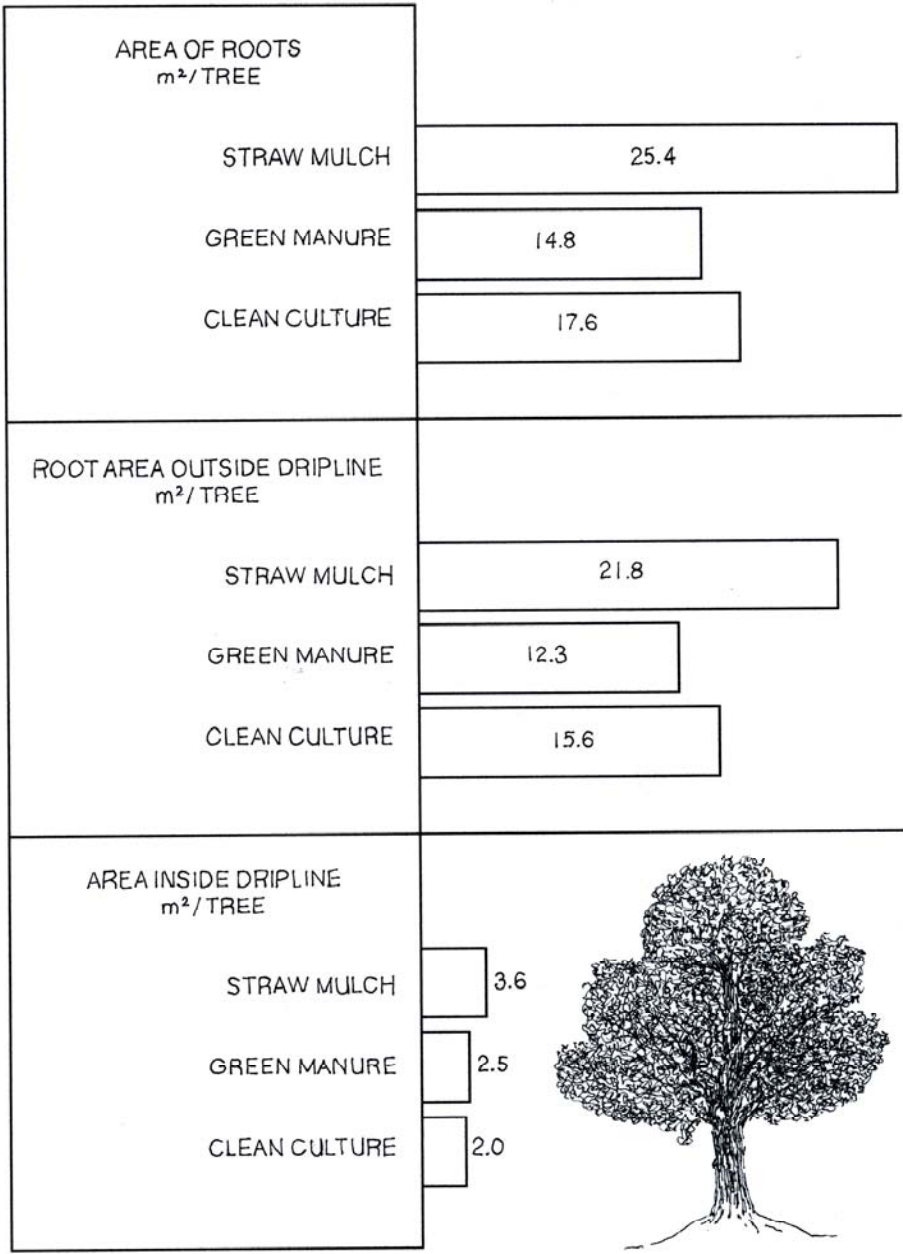 AREA OF ROOTS
m²/TREE
STRAW MULCH 25.4
GREEN MANURE 14.8
CLEAN CULTURE 17.6
ROOT AREA OUTSIDE DRIPLINE
m²/TREE
STRAW MULCH 21.8
GREEN MANURE 12.3
CLEAN CULTURE 15.6
AREA INSIDE DRIPLINE
m²/TREE
STRAW MULCH 3.6
GREEN MANURE 2.5
CLEAN CULTURE 2.0